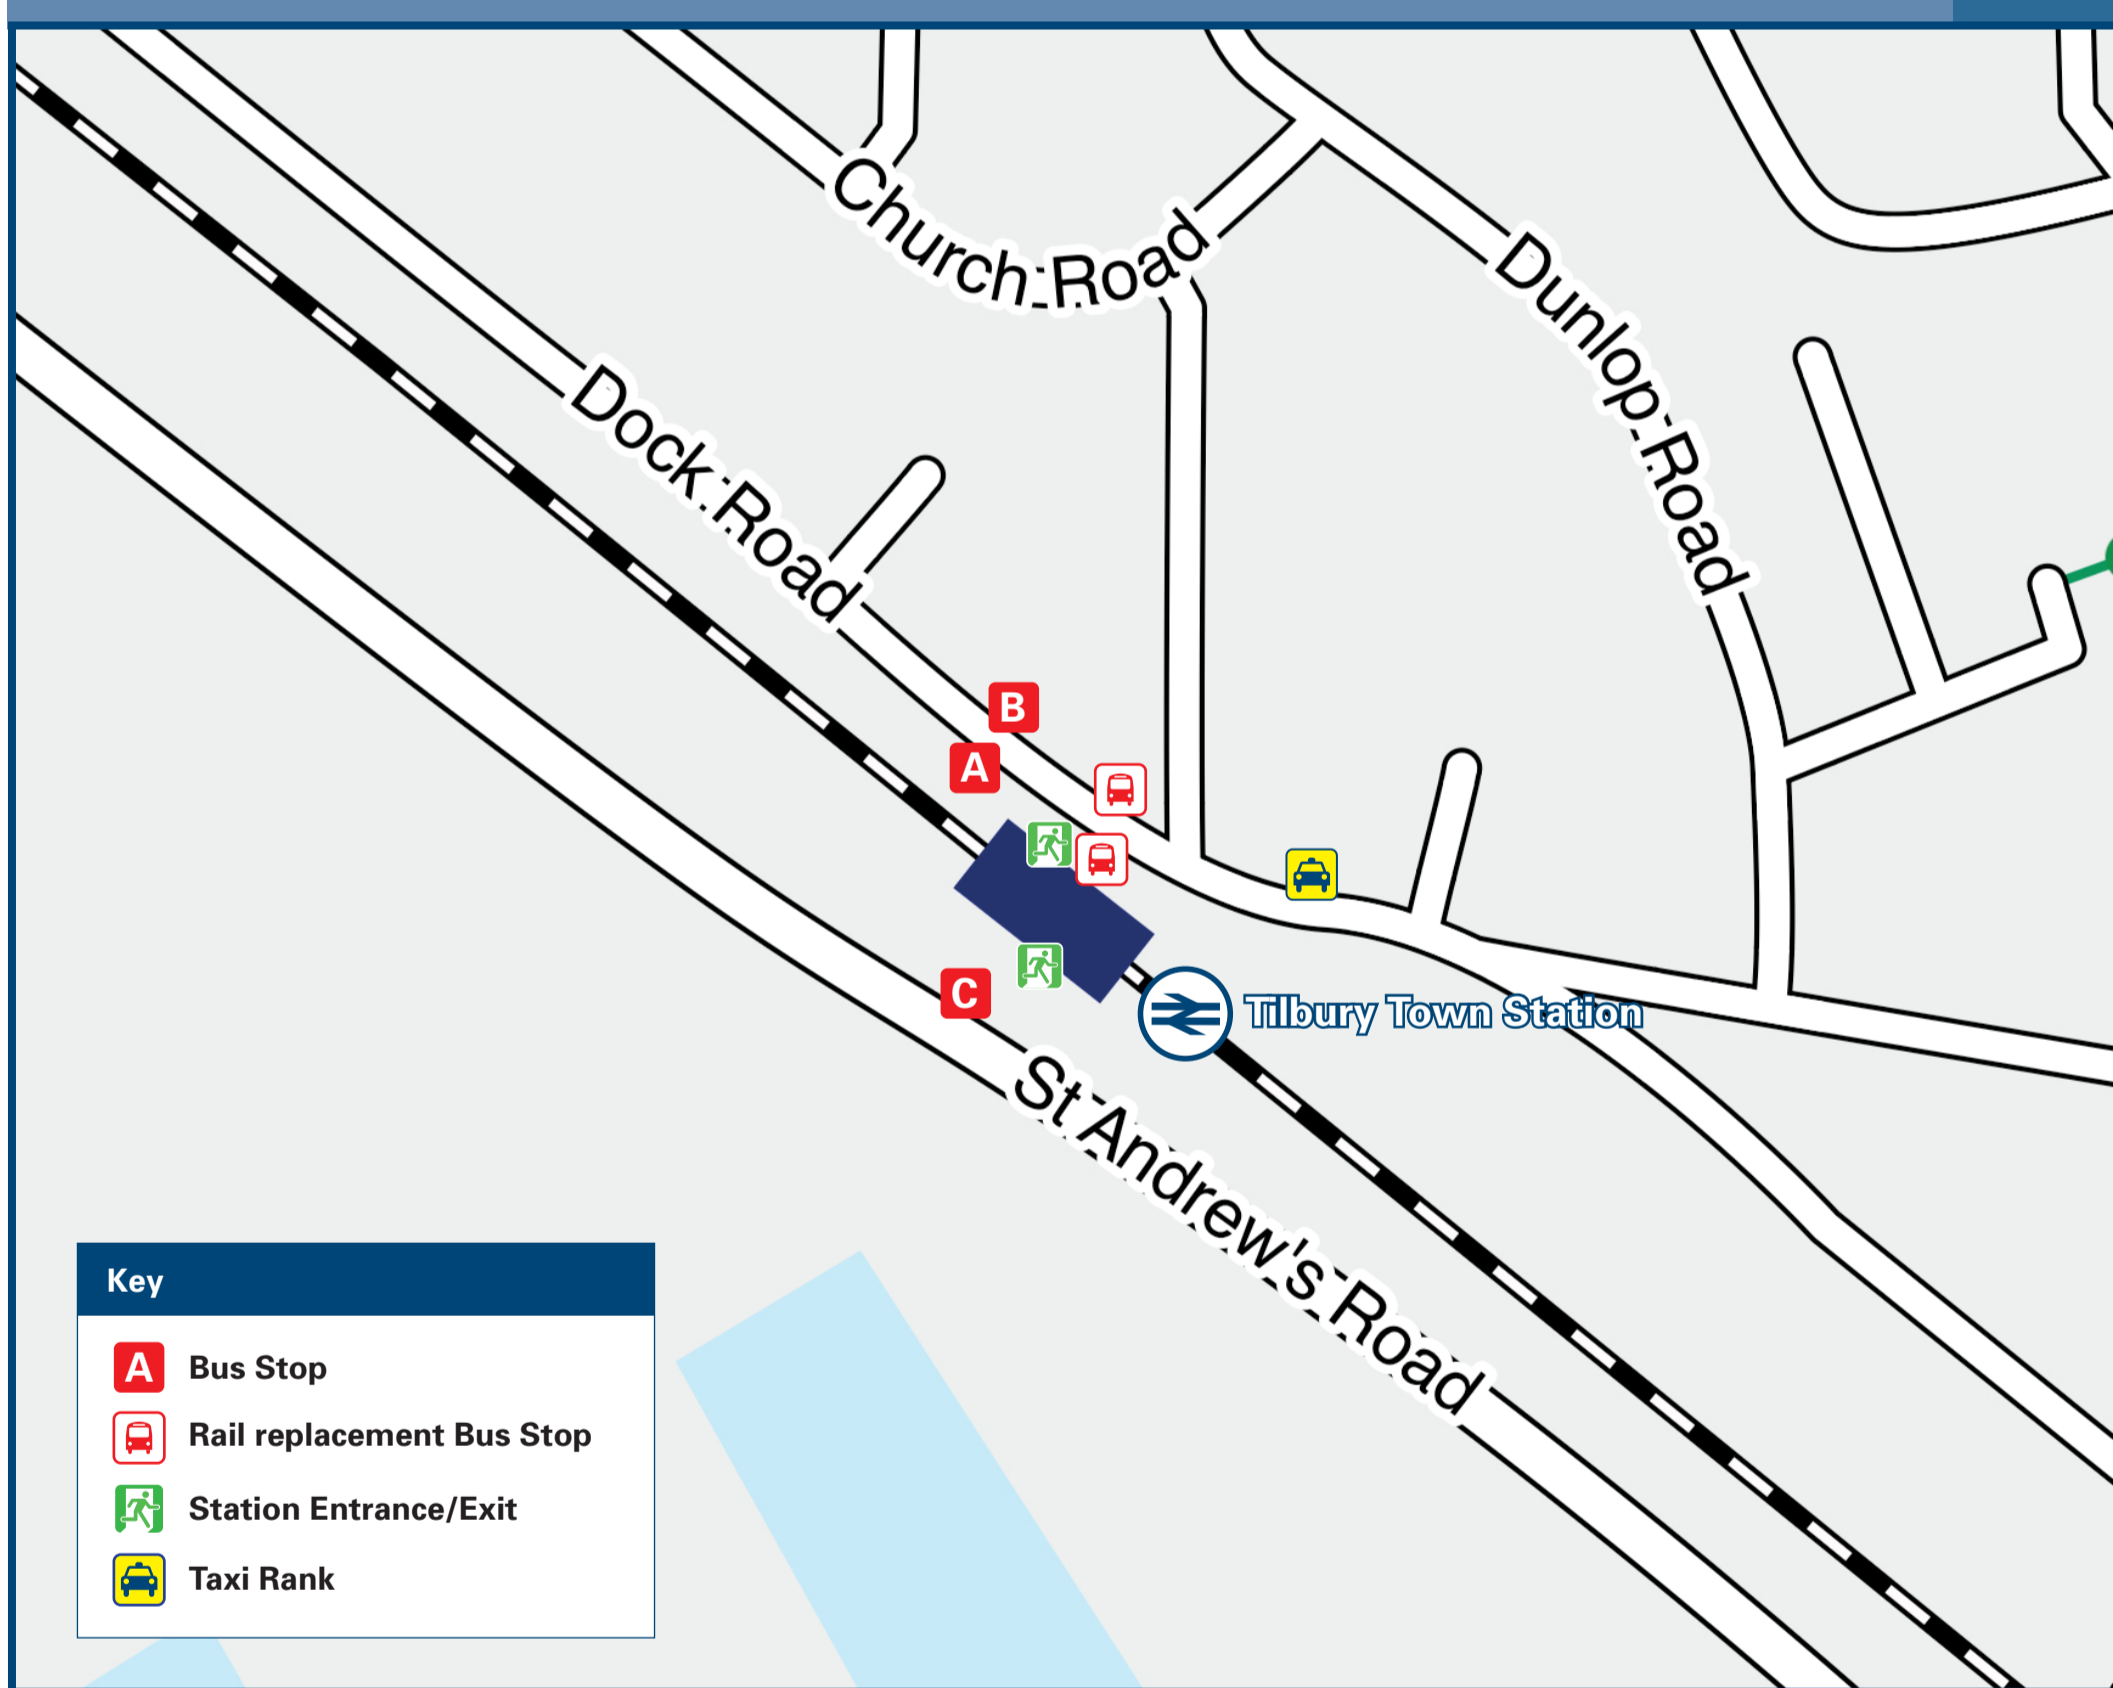 Church Road
Dunlop Road
Dock Road
B
A
C
Tilbury Town Station
St Andrew's Road
Key
A Bus Stop
Rail replacement Bus Stop
Station Entrance/Exit
Taxi Rank